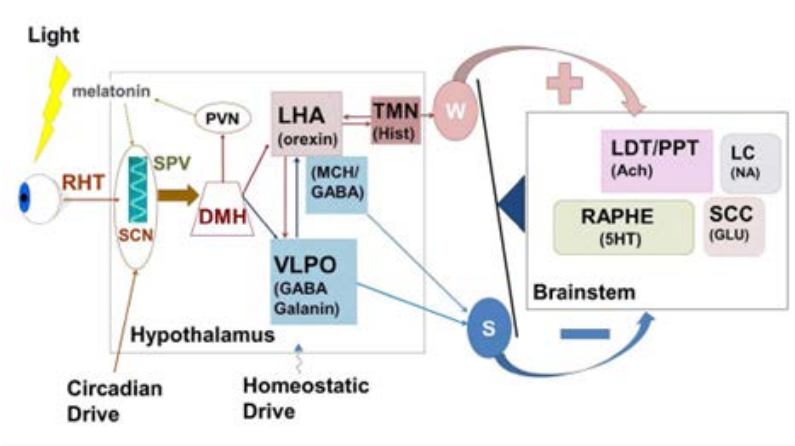 Light
melatonin
PVN
LHA
(orexin)
TMN
(Hist)
W
RHT
SPV
SCN
DMH
(MCH/
GABA)
VLPO
(GABA
Galanin)
S
LDT/PPT
(Ach)
LC
(NA)
RAPHE
(5HT)
SCC
(GLU)
Brainstem
Hypothalamus
Circadian
Drive
Homeostatic
Drive